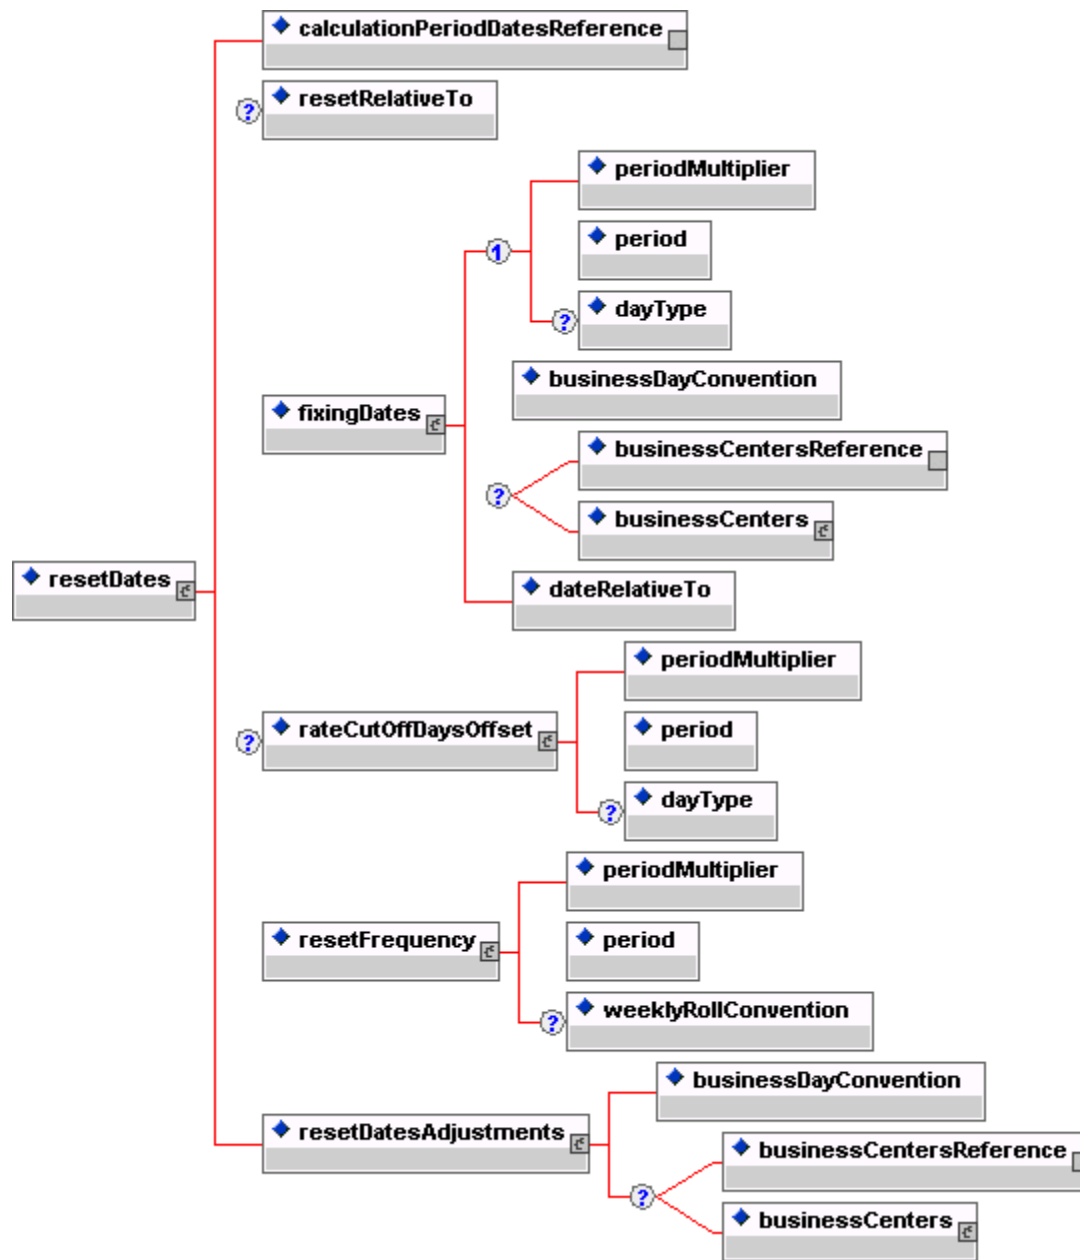 calculationPeriodDatesReference
? resetRelativeTo
periodMultiplier
1
period
? dayType
businessDayConvention
fixingDates
businessCentersReference
?
businessCenters
resetDates
dateRelativeTo
periodMultiplier
? rateCutOffDaysOffset
period
? dayType
periodMultiplier
resetFrequency
period
? weeklyRollConvention
businessDayConvention
resetDatesAdjustments
businessCentersReference
?
businessCenters